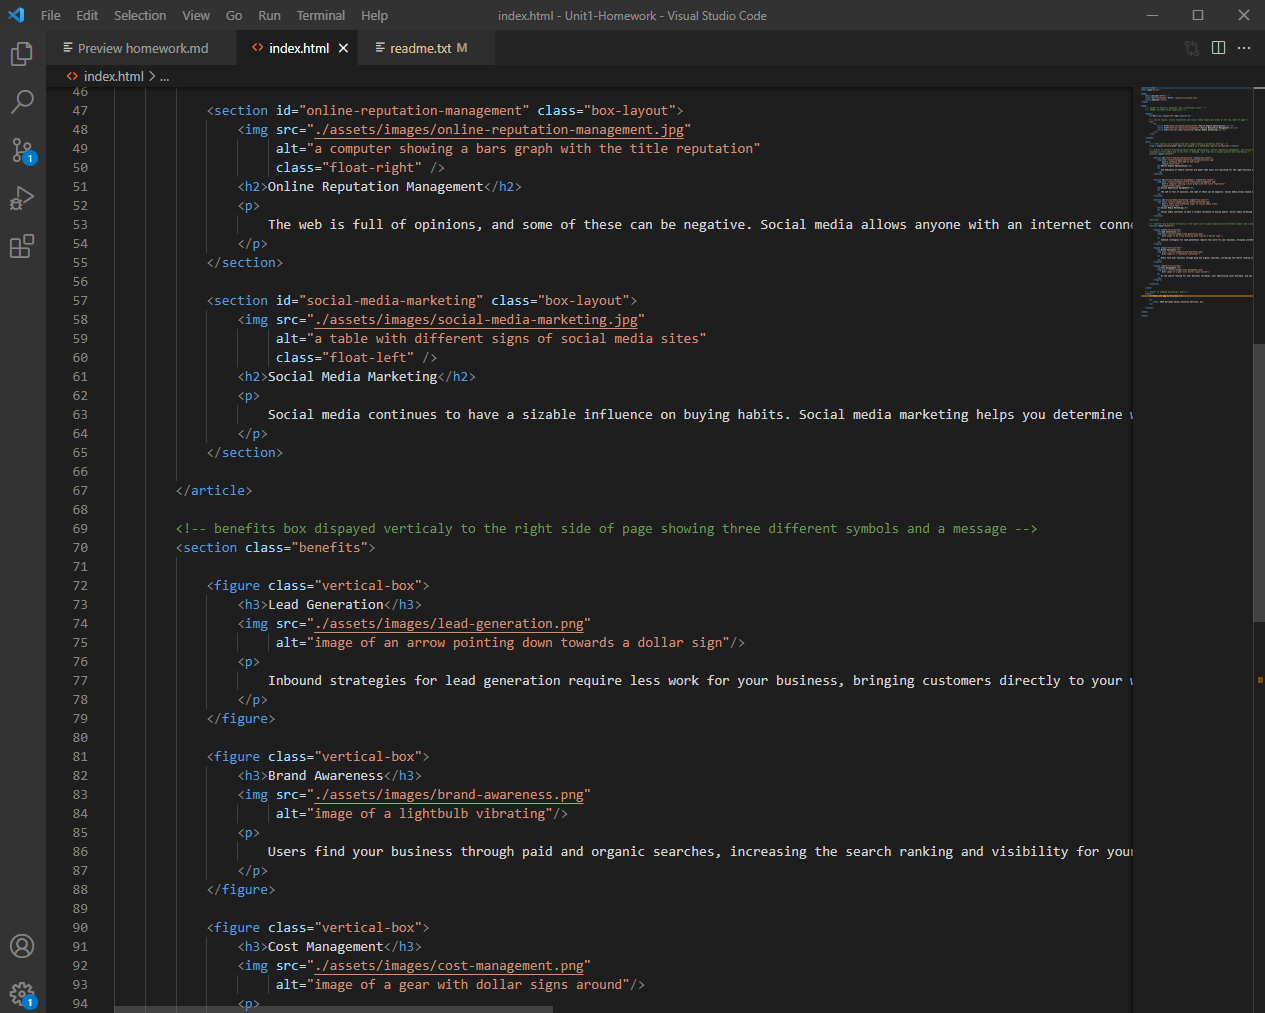 File Edit Selection View Go Run Terminal Help index.html - Unit1-Homework - Visual Studio Code
Preview homework.md index.html readme.txt M
index.html > ...
46
47 <section id="online-reputation-management" class="box-layout">
48 <img src="./assets/images/online-reputation-management.jpg"
49 alt="a computer showing a bars graph with the title reputation"
50 class="float-right" />
51 <h2>Online Reputation Management</h2>
52 <p>
53 The web is full of opinions, and some of these can be negative. Social media allows anyone with an internet conne
54 </p>
55 </section>
56
57 <section id="social-media-marketing" class="box-layout">
58 <img src="./assets/images/social-media-marketing.jpg"
59 alt="a table with different signs of social media sites"
60 class="float-left" />
61 <h2>Social Media Marketing</h2>
62 <p>
63 Social media continues to have a sizable influence on buying habits. Social media marketing helps you determine w
64 </p>
65 </section>
66
67 </article>
68
69 <!-- benefits box dispayed verticaly to the right side of page showing three different symbols and a message -->
70 <section class="benefits">
71
72 <figure class="vertical-box">
73 <h3>Lead Generation</h3>
74 <img src="./assets/images/lead-generation.png"
75 alt="image of an arrow pointing down towards a dollar sign"/>
76 <p>
77 Inbound strategies for lead generation require less work for your business, bringing customers directly to your w
78 </p>
79 </figure>
80
81 <figure class="vertical-box">
82 <h3>Brand Awareness</h3>
83 <img src="./assets/images/brand-awareness.png"
84 alt="image of a lightbulb vibrating"/>
85 <p>
86 Users find your business through paid and organic searches, increasing the search ranking and visibility for your
87 </p>
88 </figure>
89
90 <figure class="vertical-box">
91 <h3>Cost Management</h3>
92 <img src="./assets/images/cost-management.png"
93 alt="image of a gear with dollar signs around"/>
94 <p>
1
1